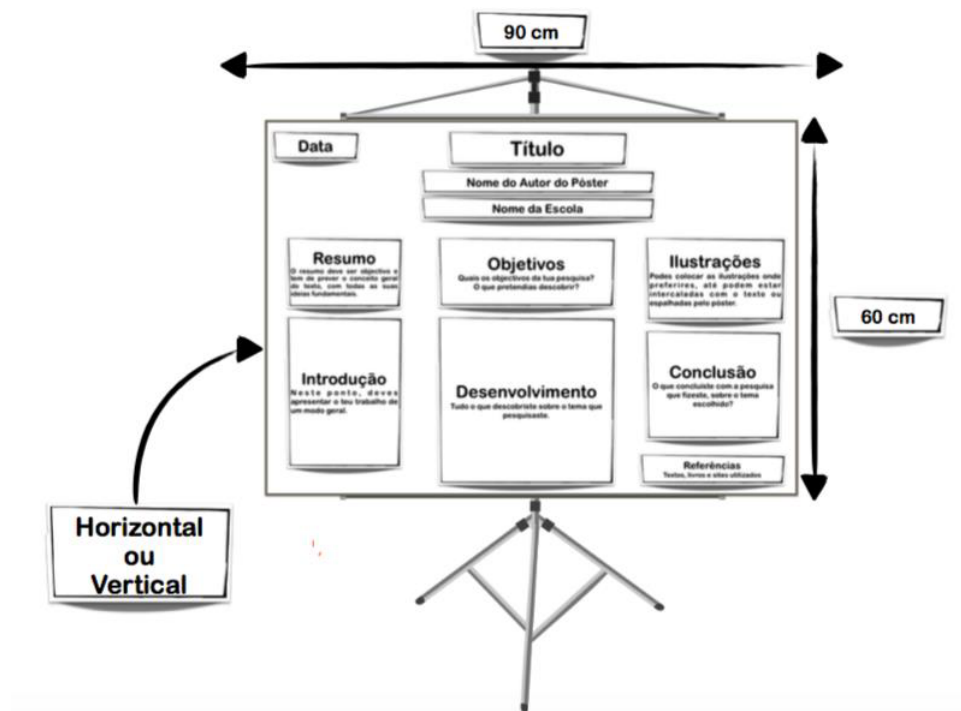 90 cm
Data
Título
Nome do Autor do Póster
Nome da Escola
Resumo
O resumo deve ser objectivo e
tem de prever o conceito geral
do texto, com todas as suas
ideias fundamentais.
Objetivos
Quais os objectivos da tua pesquisa?
O que pretendias descobrir?
Ilustrações
Podes colocar as ilustrações onde
preferires, até podem estar
intercaladas com o texto ou
espalhadas pelo póster.
60 cm
Introdução
Neste ponto, deves
apresentar o teu trabalho de
um modo geral.
Desenvolvimento
Tudo o que descobriste sobre o tema que
pesquisaste.
Conclusão
O que concluíste com a pesquisa
que fizeste, sobre o tema
escolhido?
Referências
Textos, livros e sites utilizados
Horizontal
ou
Vertical